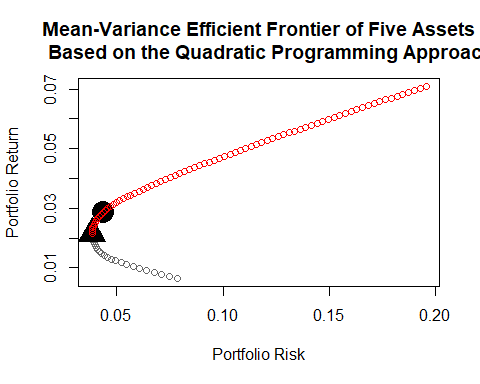 Mean-Variance Efficient Frontier of Five Assets
Based on the Quadratic Programming Approac
Portfolio Return
0.07
0.05
0.03
0.01
0.05 0.10 0.15 0.20
Portfolio Risk